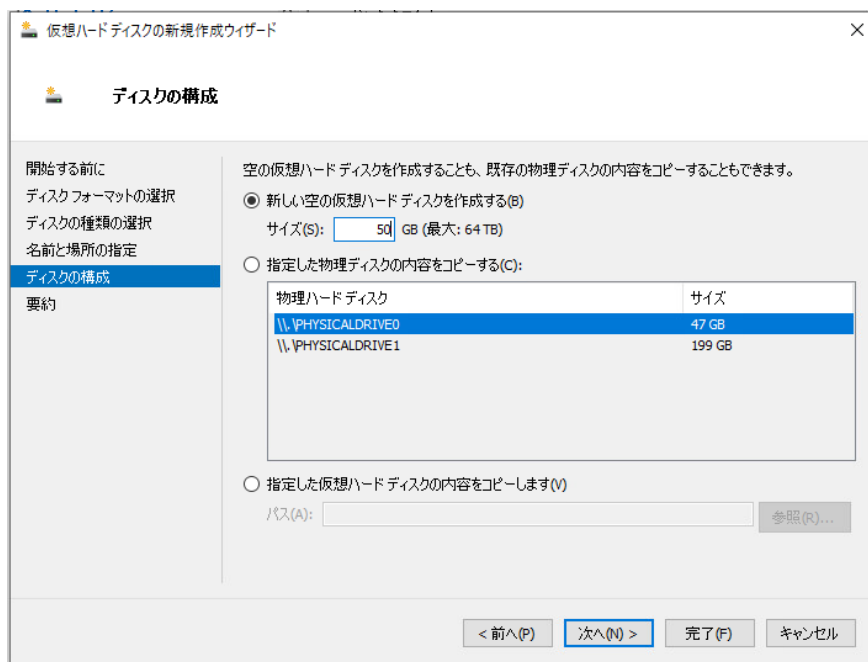 仮想ハード ディスクの新規作成ウィザード
ディスクの構成
開始する前に
ディスク フォーマットの選択
ディスクの種類の選択
名前と場所の指定
ディスクの構成
要約
空の仮想ハード ディスクを作成することも、既存の物理ディスクの内容をコピーすることもできます。
新しい空の仮想ハード ディスクを作成する(B)
サイズ(S): 50 GB (最大: 64 TB)
指定した物理ディスクの内容をコピーする(C):
物理ハード ディスク サイズ
\\.\PHYSICALDRIVE0 47 GB
\\.\PHYSICALDRIVE1 199 GB
指定した仮想ハード ディスクの内容をコピーします(V)
パス(A): 参照(R)...
< 前へ(P) 次へ(N) > 完了(F) キャンセル